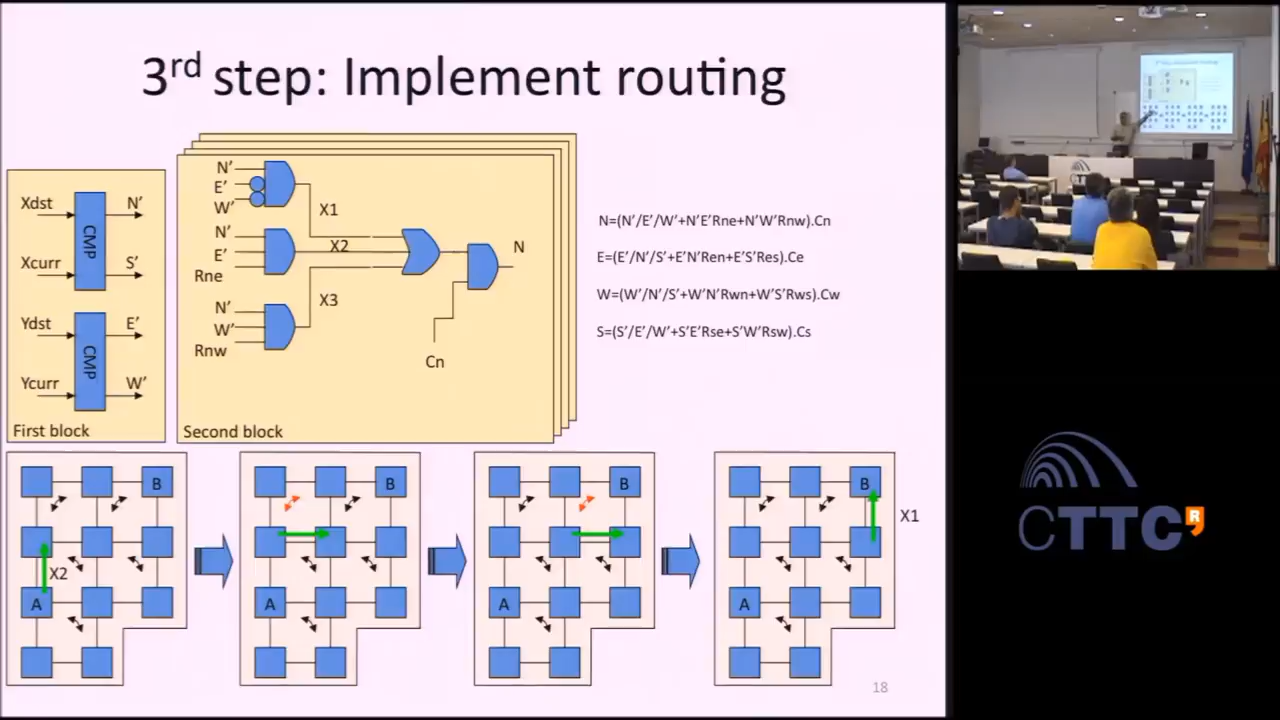 3rd step: Implement routing
Xdst
N'
CMP
Xcurr
S'
Ydst
E'
CMP
Ycurr
W'
First block
N'
E'
W'
X1
N'
E'
Rne
X2
N'
W'
Rnw
X3
N
Cn
Second block
N=(N'/E'/W'+N'E'Rne+N'W'Rnw).Cn
E=(E'/N'/S'+E'N'Ren+E'S'Res).Ce
W=(W'/N'/S'+W'N'Rwn+W'S'Rws).Cw
S=(S'/E'/W'+S'E'Rse+S'W'Rsw).Cs
B
X2
A
B
A
B
A
B
X1
A
18
CTTC
CTTCR